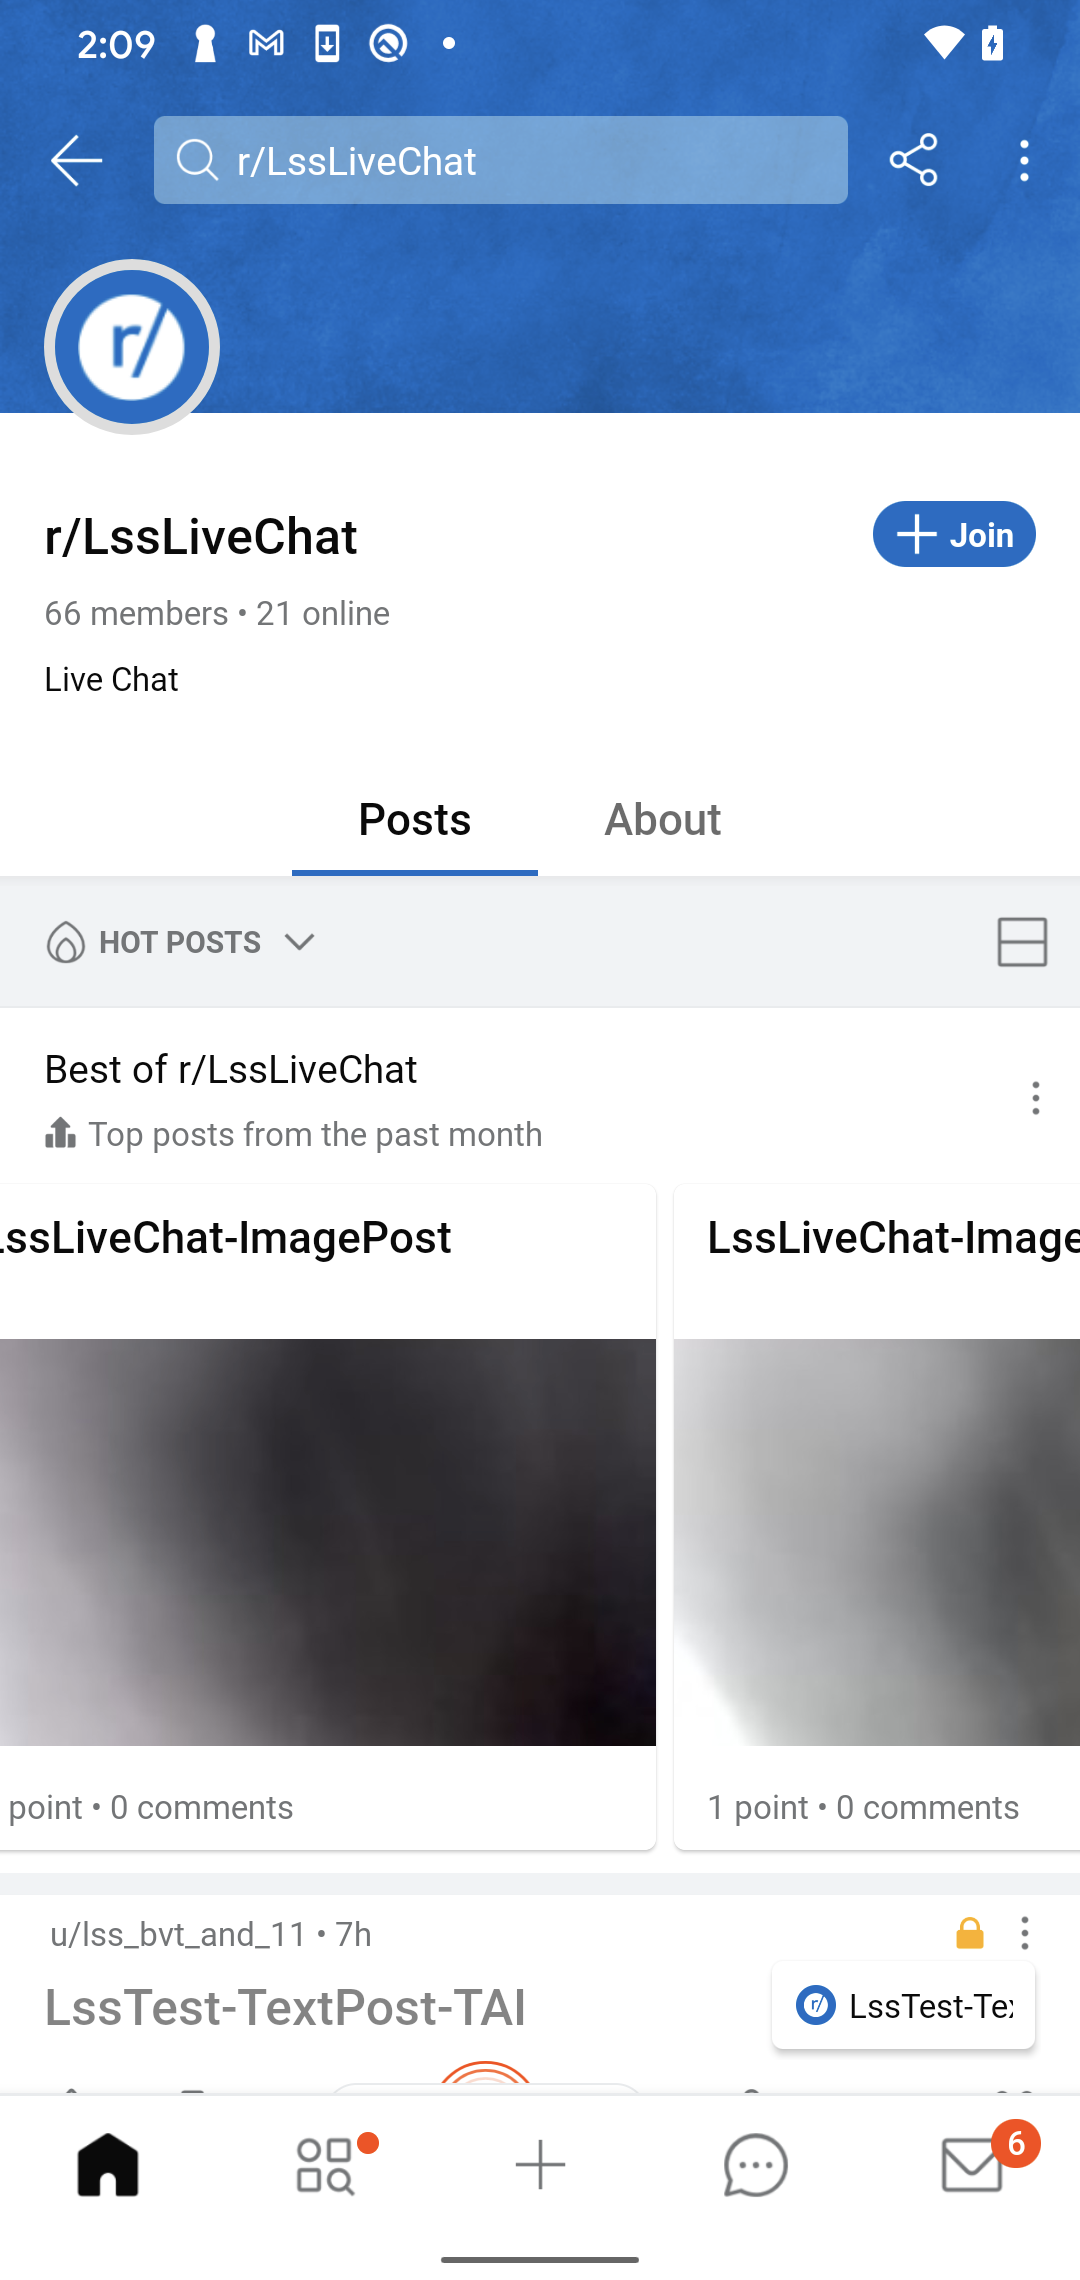 2:09
r/LssLiveChat
r/
r/LssLiveChat
Join
66 members • 21 online
Live Chat
Posts
About
HOT POSTS
Best of r/LssLiveChat
Top posts from the past month
ssLiveChat-ImagePost
LssLiveChat-Image
point • 0 comments
1 point • 0 comments
u/lss_bvt_and_11 • 7h
LssTest-TextPost-TAI
r/ LssTest-Tex
6